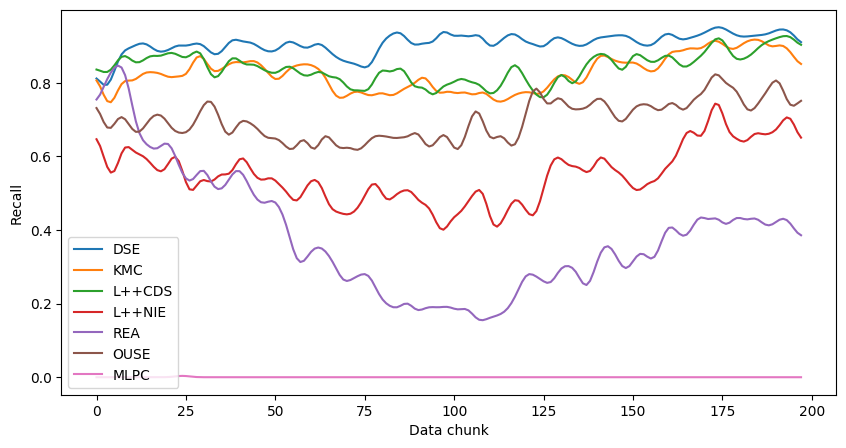 Recall
0.8
0.6
0.4
0.2
0.0
DSE
KMC
L++CDS
L++NIE
REA
OUSE
MLPC
0 25 50 75 100 125 150 175 200
Data chunk